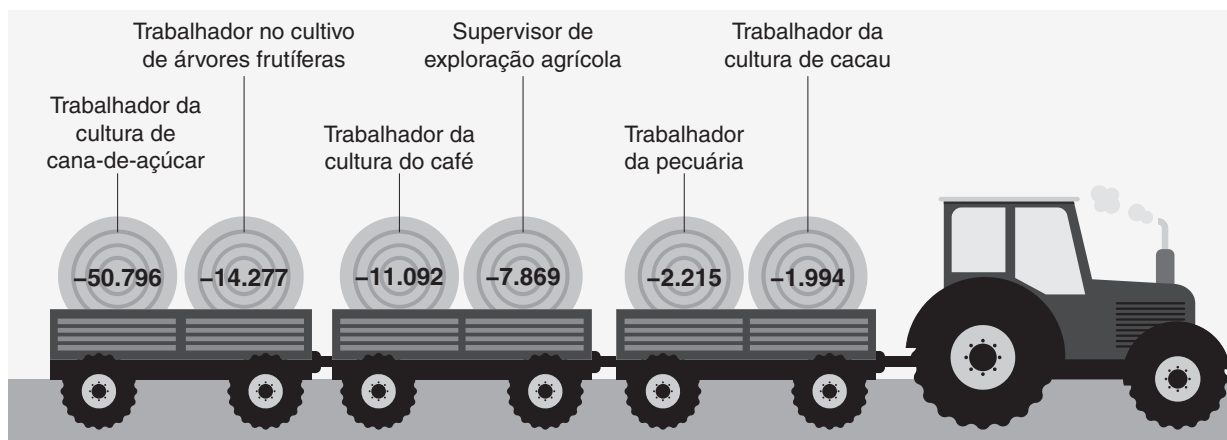 Trabalhador no cultivo
de árvores frutíferas
Supervisor de
exploração agrícola
Trabalhador da
cultura de cacau
Trabalhador da
cultura de
cana-de-açúcar
Trabalhador da
cultura do café
Trabalhador
da pecuária
–50.796
–14.277
–11.092
–7.869
–2.215
–1.994